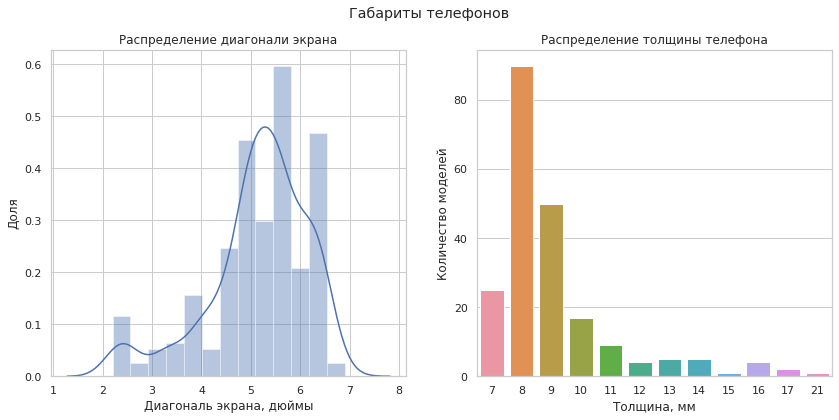 Габариты телефонов
Распределение диагонали экрана
Доля
0.6
0.5
0.4
0.3
0.2
0.1
0.0
1 2 3 4 5 6 7 8
Диагональ экрана, дюймы
Распределение толщины телефона
Количество моделей
80
60
40
20
0
7 8 9 10 11 12 13 14 15 16 17 21
Толщина, мм